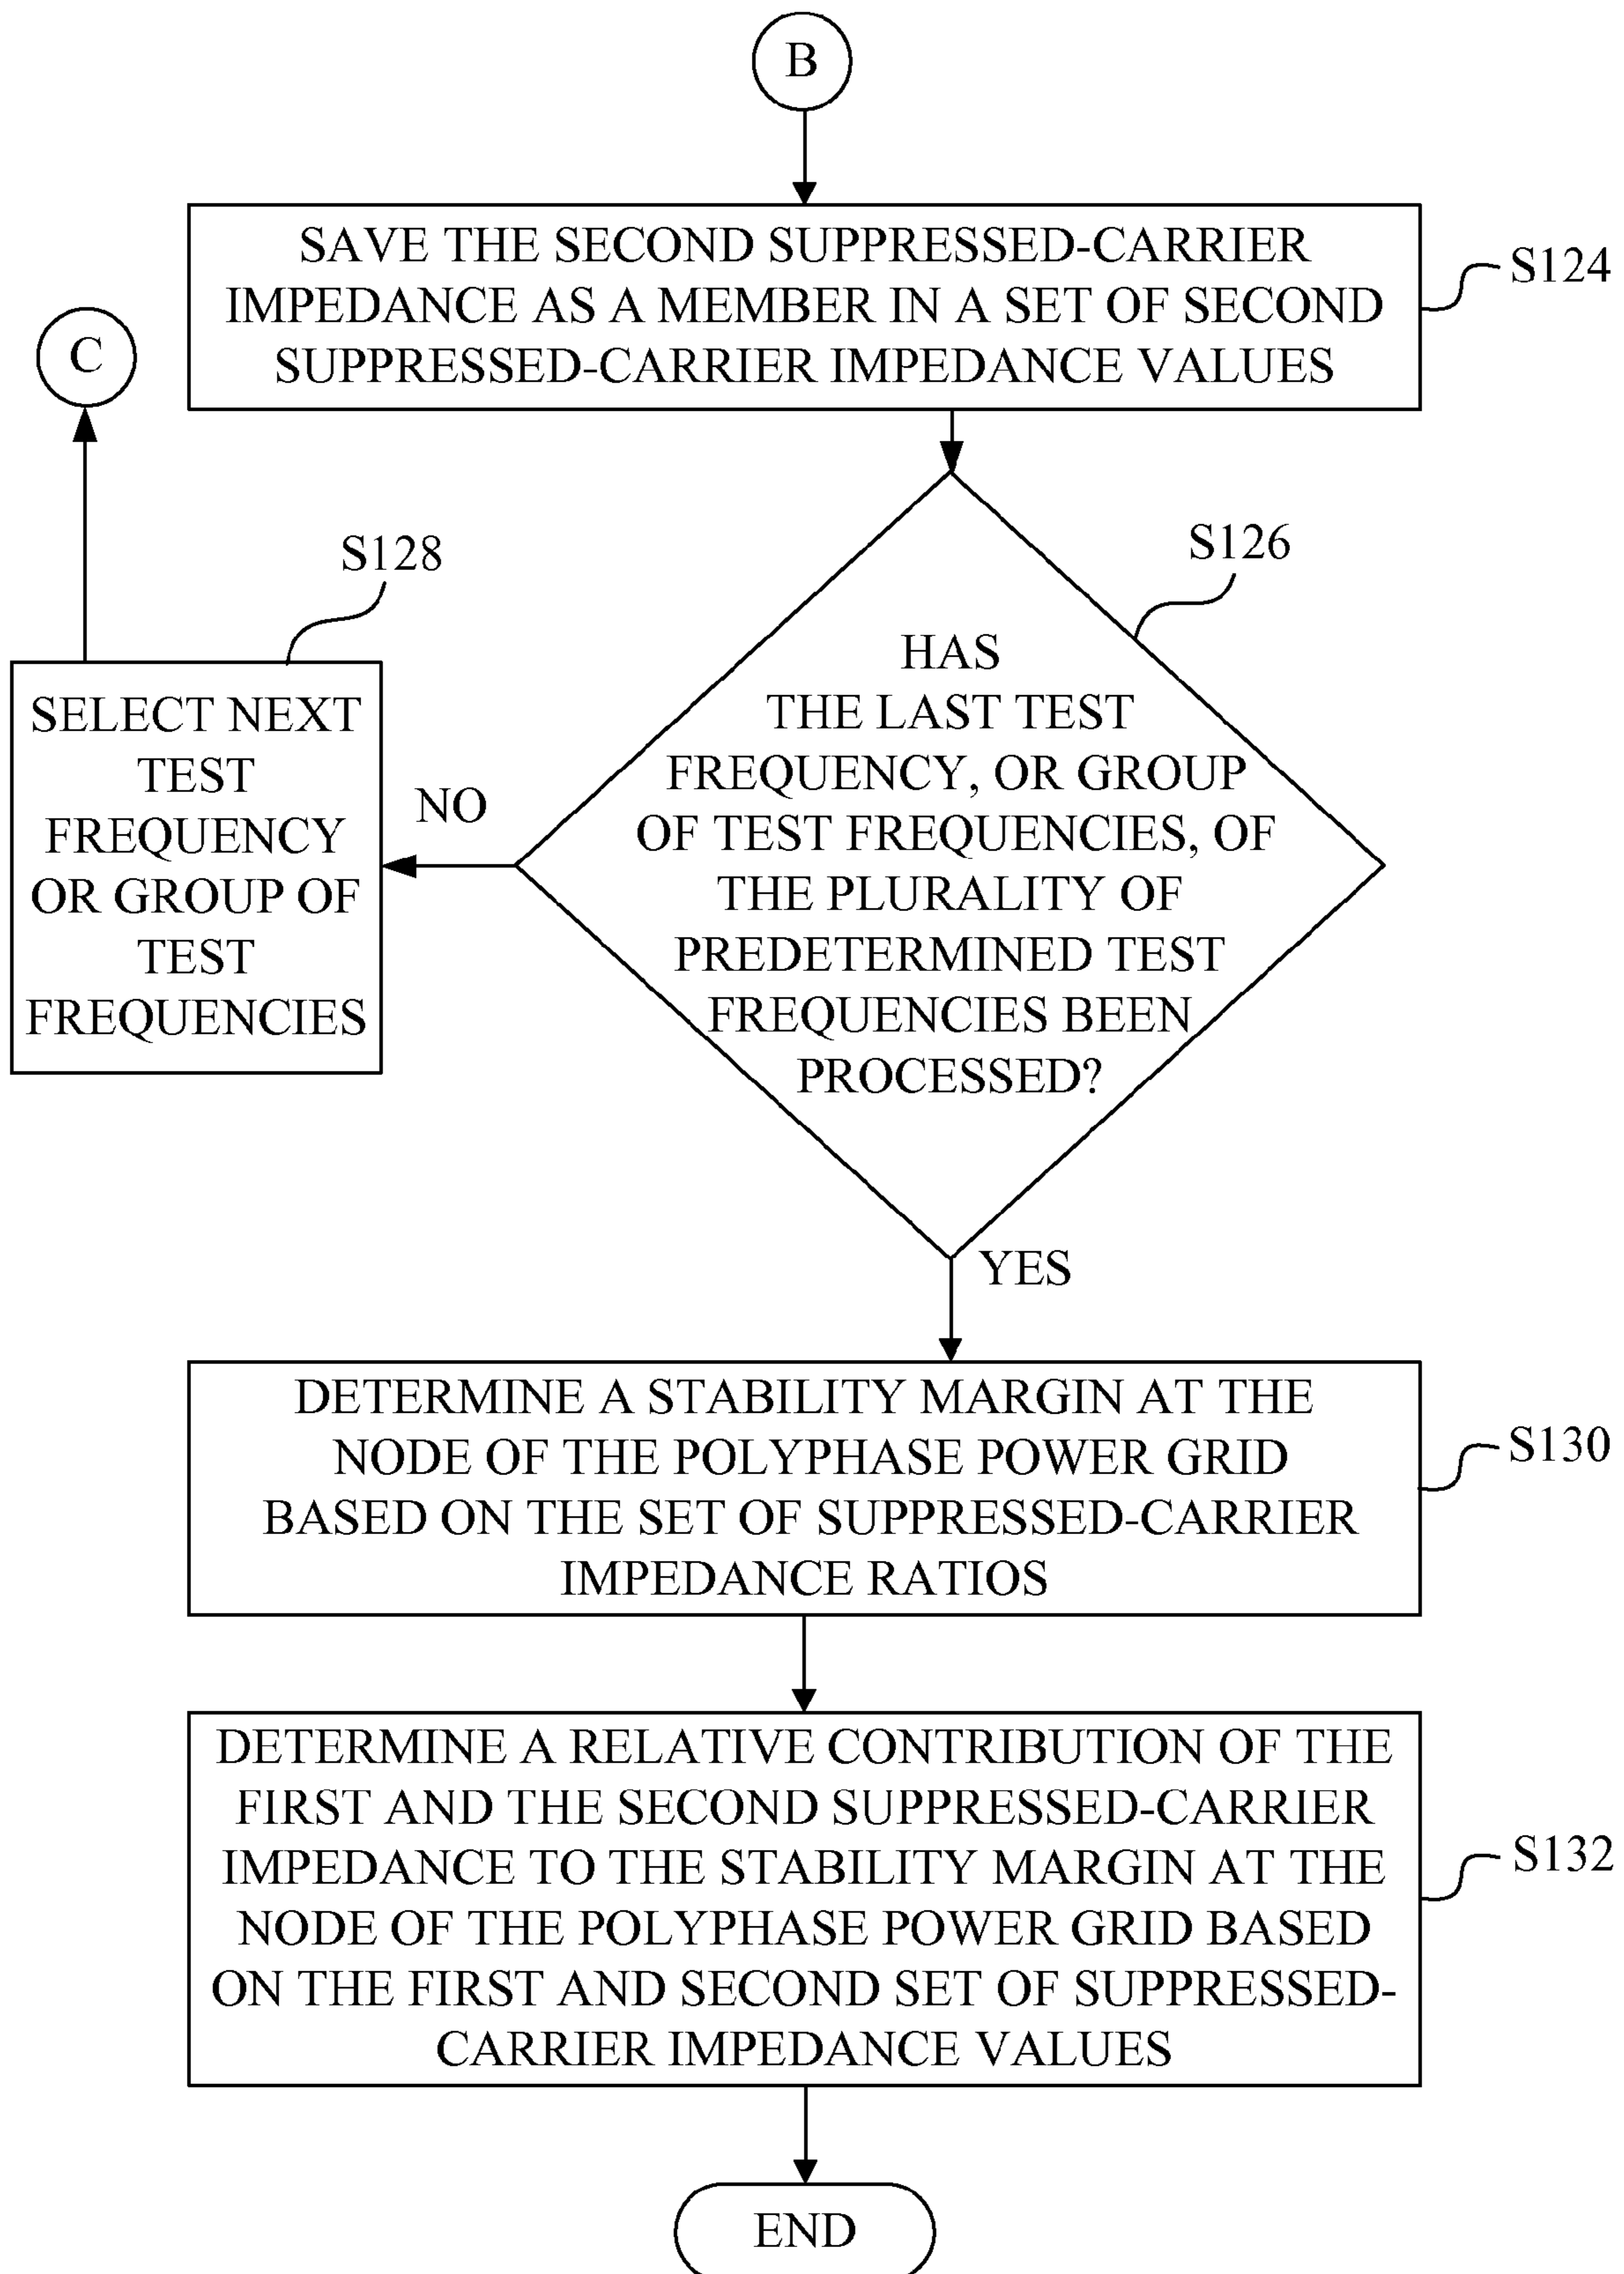 B
SAVE THE SECOND SUPPRESSED-CARRIER
IMPEDANCE AS A MEMBER IN A SET OF SECOND
SUPPRESSED-CARRIER IMPEDANCE VALUES
S124
C
S128
SELECT NEXT
TEST
FREQUENCY
OR GROUP OF
TEST
FREQUENCIES
NO
S126
HAS
THE LAST TEST
FREQUENCY, OR GROUP
OF TEST FREQUENCIES, OF
THE PLURALITY OF
PREDETERMINED TEST
FREQUENCIES BEEN
PROCESSED?
YES
DETERMINE A STABILITY MARGIN AT THE
NODE OF THE POLYPHASE POWER GRID
BASED ON THE SET OF SUPPRESSED-CARRIER
IMPEDANCE RATIOS
S130
DETERMINE A RELATIVE CONTRIBUTION OF THE
FIRST AND THE SECOND SUPPRESSED-CARRIER
IMPEDANCE TO THE STABILITY MARGIN AT THE
NODE OF THE POLYPHASE POWER GRID BASED
ON THE FIRST AND SECOND SET OF SUPPRESSED-
CARRIER IMPEDANCE VALUES
S132
END